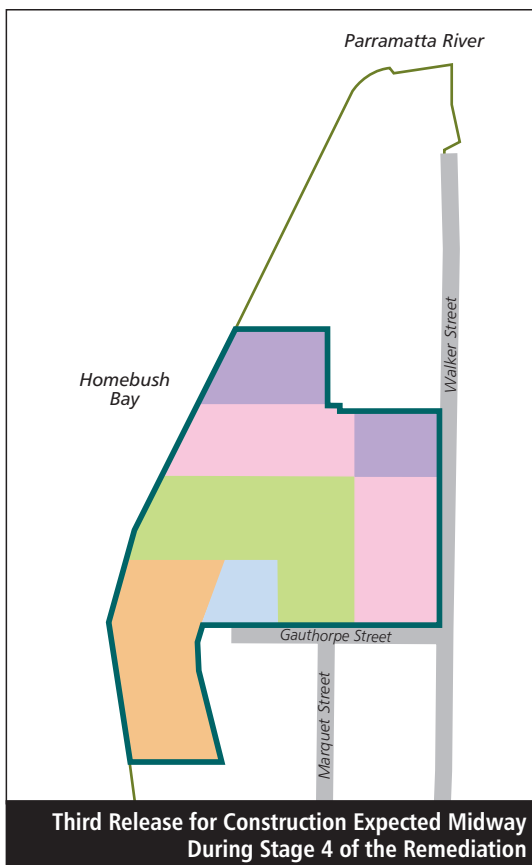 Parramatta River
Walker Street
Homebush
Bay
Gauthorpe Street
Marquet Street
Third Release for Construction Expected Midway
During Stage 4 of the Remediation